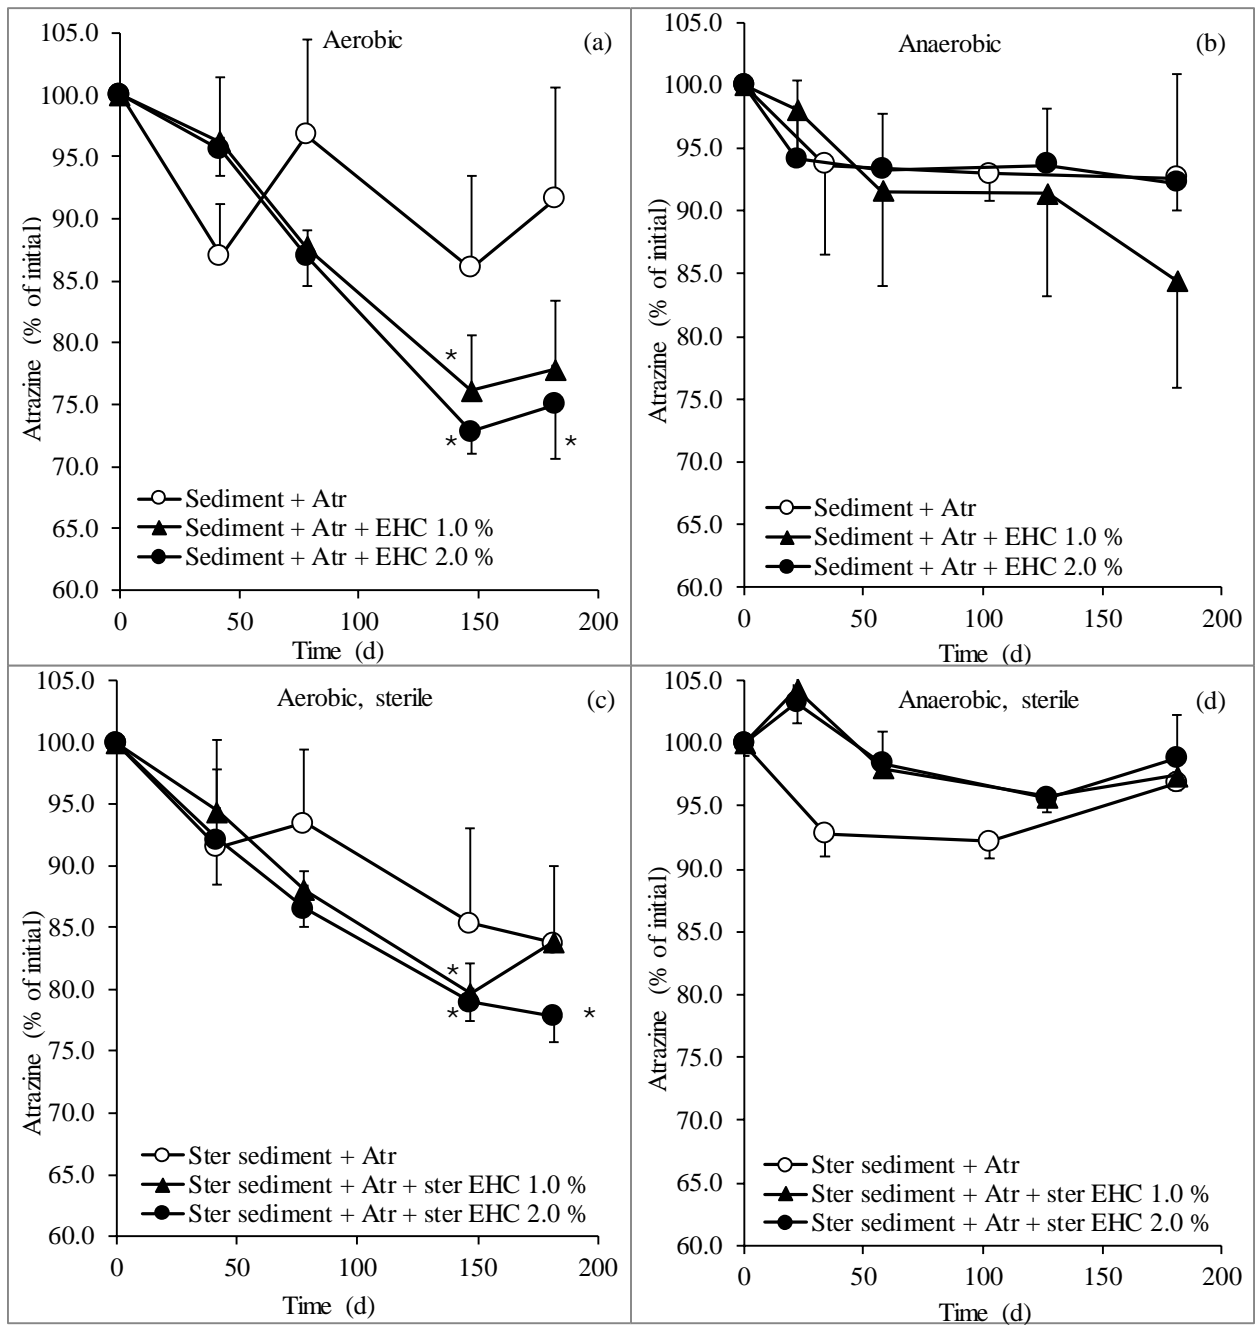 Aerobic (a)
105.0
100.0
95.0
90.0
85.0
80.0
75.0
70.0
65.0
60.0
Atrazine (% of initial)
*
* *
Sediment + Atr
Sediment + Atr + EHC 1.0 %
Sediment + Atr + EHC 2.0 %
0 50 100 150 200
Time (d)
Anaerobic (b)
105.0
100.0
95.0
90.0
85.0
80.0
75.0
70.0
65.0
60.0
Atrazine (% of initial)
Sediment + Atr
Sediment + Atr + EHC 1.0 %
Sediment + Atr + EHC 2.0 %
0 50 100 150 200
Time (d)
Aerobic, sterile (c)
105.0
100.0
95.0
90.0
85.0
80.0
75.0
70.0
65.0
60.0
Atrazine (% of initial)
*
* *
Ster sediment + Atr
Ster sediment + Atr + ster EHC 1.0 %
Ster sediment + Atr + ster EHC 2.0 %
0 50 100 150 200
Time (d)
Anaerobic, sterile (d)
105.0
100.0
95.0
90.0
85.0
80.0
75.0
70.0
65.0
60.0
Atrazine (% of initial)
Ster sediment + Atr
Ster sediment + Atr + ster EHC 1.0 %
Ster sediment + Atr + ster EHC 2.0 %
0 50 100 150 200
Time (d)